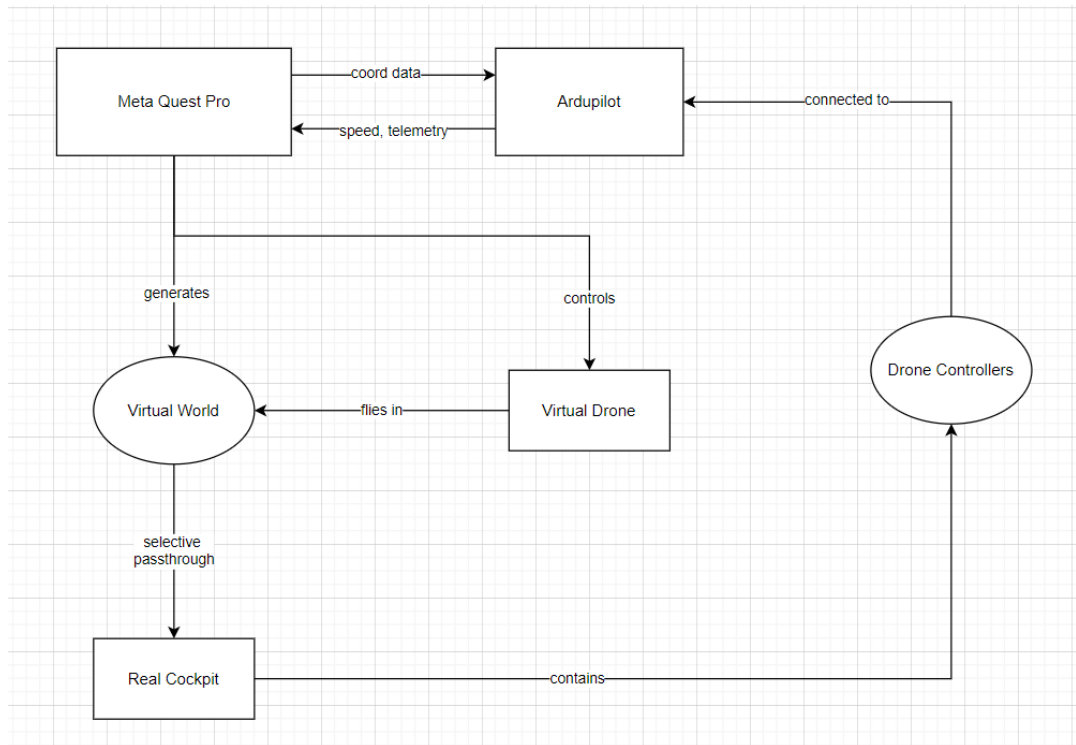 Meta Quest Pro
coord data
Ardupilot
connected to
speed, telemetry
generates
controls
Drone Controllers
Virtual World
flies in
Virtual Drone
selective
passthrough
Real Cockpit
contains